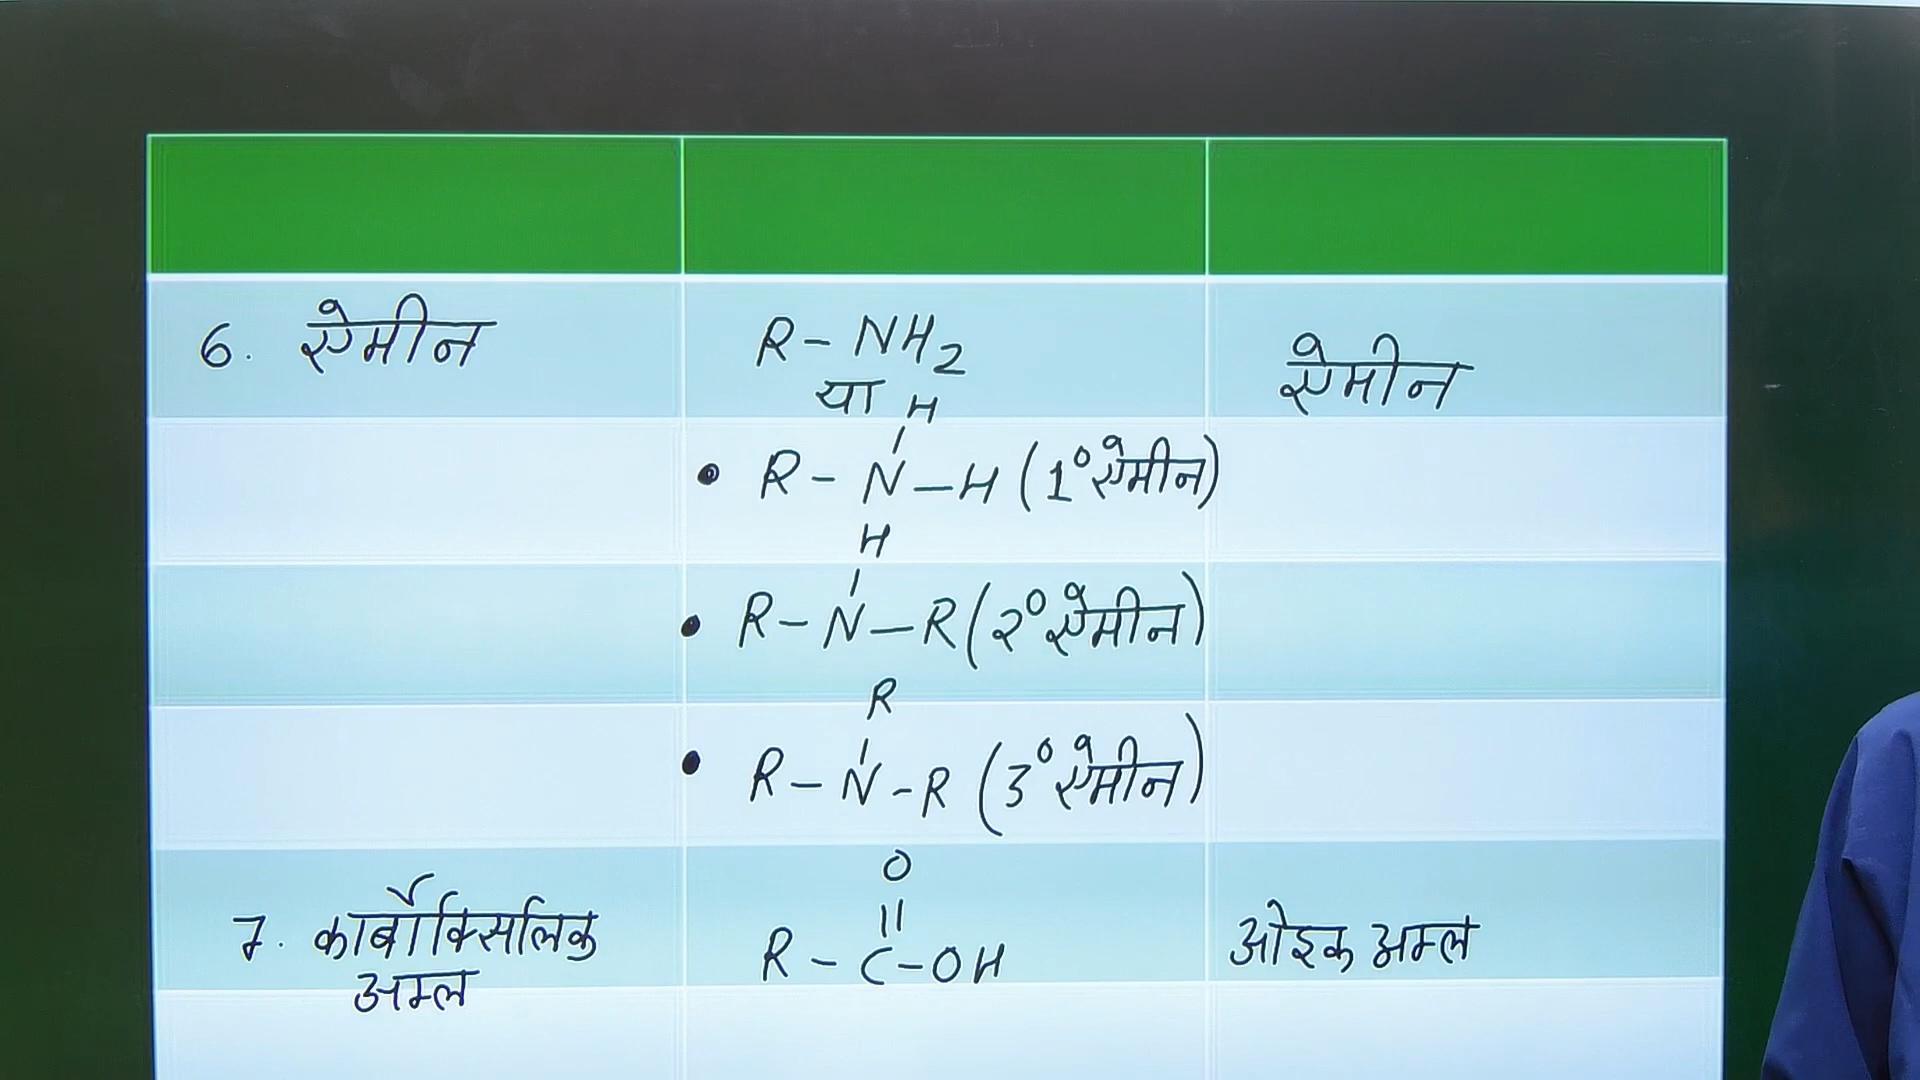 6. ऐमीन R-NH2 ऐमीन
या
H
• R-N-H (1° ऐमीन)
H
• R-N-R (2° ऐमीन)
R
• R-N-R (3° ऐमीन)
O
7. कार्बोक्सिलिक R-C-OH ओइक अम्ल
अम्ल